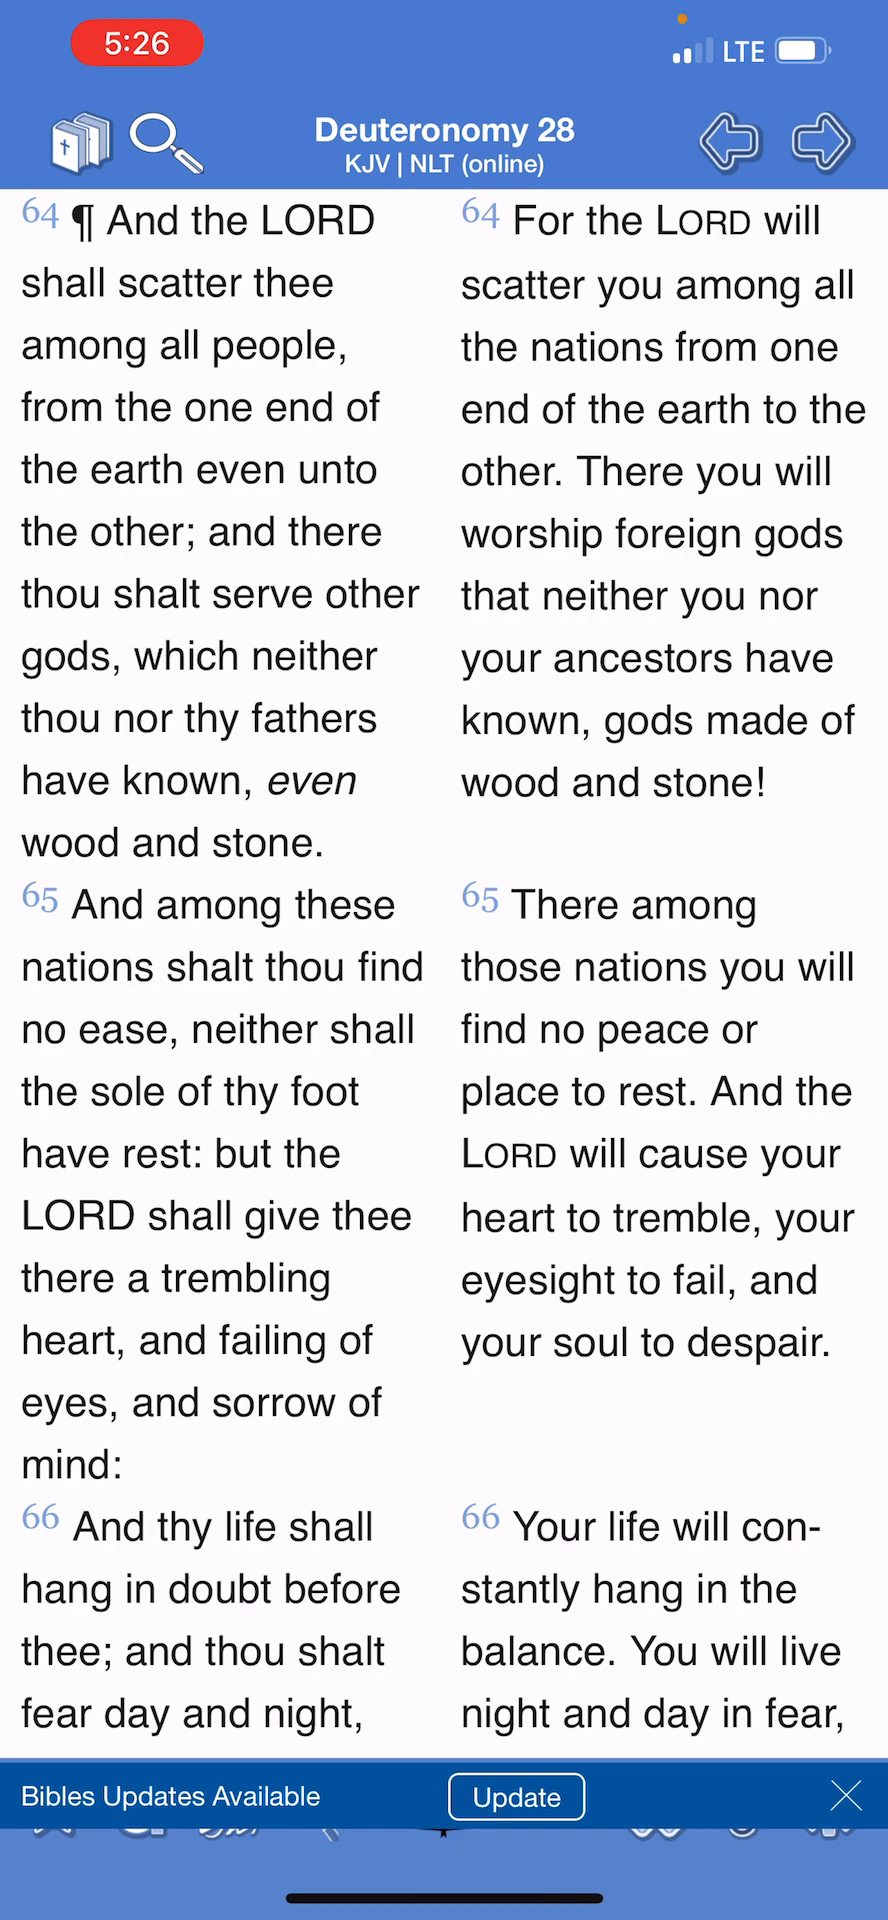 5:26
LTE
Deuteronomy 28
KJV | NLT (online)
64 ¶ And the LORD
shall scatter thee
among all people,
from the one end of
the earth even unto
the other; and there
thou shalt serve other
gods, which neither
thou nor thy fathers
have known, even
wood and stone.
65 And among these
nations shalt thou find
no ease, neither shall
the sole of thy foot
have rest: but the
LORD shall give thee
there a trembling
heart, and failing of
eyes, and sorrow of
mind:
66 And thy life shall
hang in doubt before
thee; and thou shalt
fear day and night,
64 For the LORD will
scatter you among all
the nations from one
end of the earth to the
other. There you will
worship foreign gods
that neither you nor
your ancestors have
known, gods made of
wood and stone!
65 There among
those nations you will
find no peace or
place to rest. And the
LORD will cause your
heart to tremble, your
eyesight to fail, and
your soul to despair.
66 Your life will con-
stantly hang in the
balance. You will live
night and day in fear,
Bibles Updates Available
Update